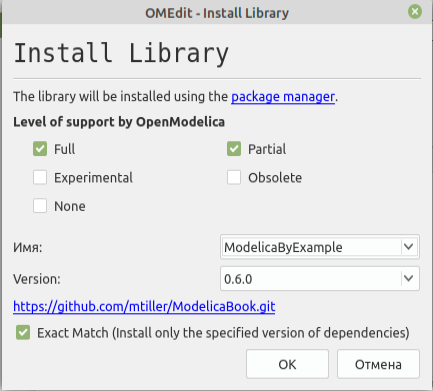 OMEdit - Install Library
Install Library
The library will be installed using the package manager.
Level of support by OpenModelica
Full Partial
Experimental Obsolete
None
Имя: ModelicaByExample
Version: 0.6.0
https://github.com/mtiller/ModelicaBook.git
Exact Match (Install only the specified version of dependencies)
OK Отмена